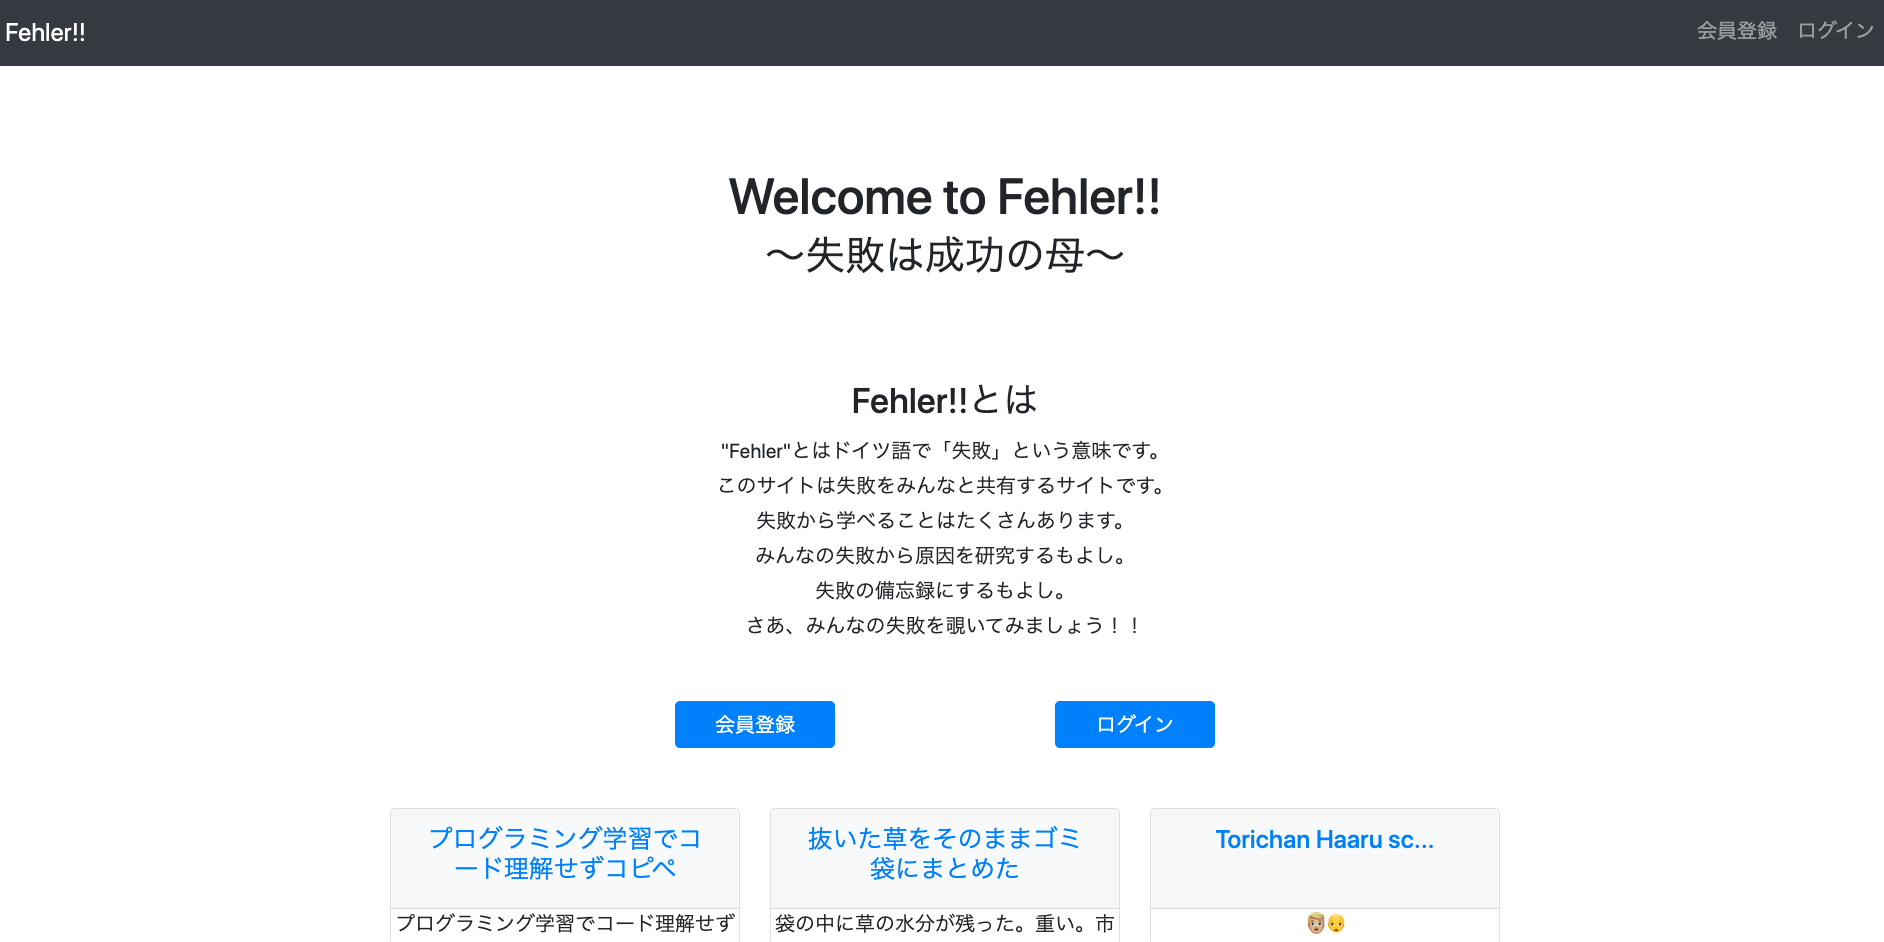 Fehler!!
会員登録 ログイン
Welcome to Fehler!!
〜失敗は成功の母〜
Fehler!!とは
"Fehler"とはドイツ語で「失敗」という意味です。
このサイトは失敗をみんなと共有するサイトです。
失敗から学べることはたくさんあります。
みんなの失敗から原因を研究するもよし。
失敗の備忘録にするもよし。
さあ、みんなの失敗を覗いてみましょう！！
会員登録
ログイン
プログラミング学習でコ
ード理解せずコピペ
プログラミング学習でコード理解せず
抜いた草をそのままゴミ
袋にまとめた
袋の中に草の水分が残った。重い。市
Torichan Haaru sc...